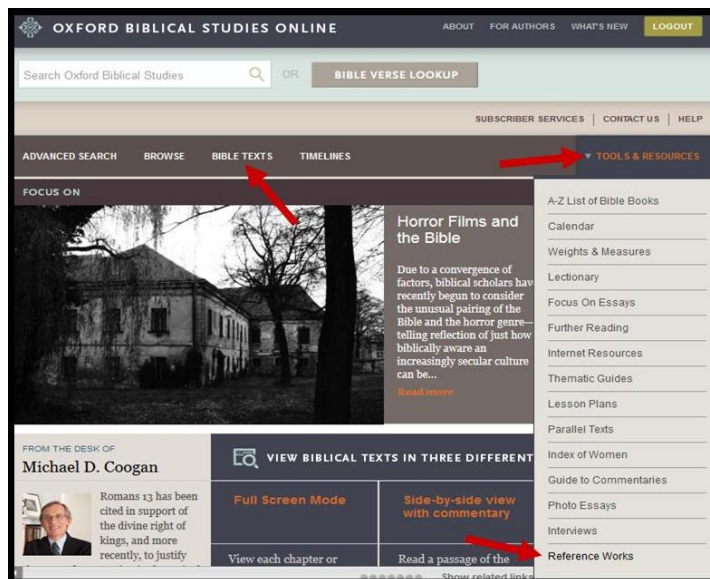 OXFORD BIBLICAL STUDIES ONLINE
ABOUT FOR AUTHORS WHAT'S NEW LOGOUT
Search Oxford Biblical Studies OR BIBLE VERSE LOOKUP
SUBSCRIBER SERVICES | CONTACT US | HELP
ADVANCED SEARCH BROWSE BIBLE TEXTS TIMELINES TOOLS & RESOURCES
FOCUS ON
Horror Films and
the Bible
Due to a convergence of
factors, biblical scholars hav
recently begun to consider
the unusual pairing of the
Bible and the horror genre—
telling reflection of just how
biblically aware an
increasingly secular culture
can be...
Read more
A-Z List of Bible Books
Calendar
Weights & Measures
Lectionary
Focus On Essays
Further Reading
Internet Resources
Thematic Guides
Lesson Plans
Parallel Texts
Index of Women
Guide to Commentaries
Photo Essays
Interviews
Reference Works
FROM THE DESK OF
Michael D. Coogan
Romans 13 has been
cited in support of
the divine right of
kings, and more
recently, to justify
VIEW BIBLICAL TEXTS IN THREE DIFFERENT
Full Screen Mode
View each chapter or
Side-by-side view
with commentary
Read a passage of the
Show related links